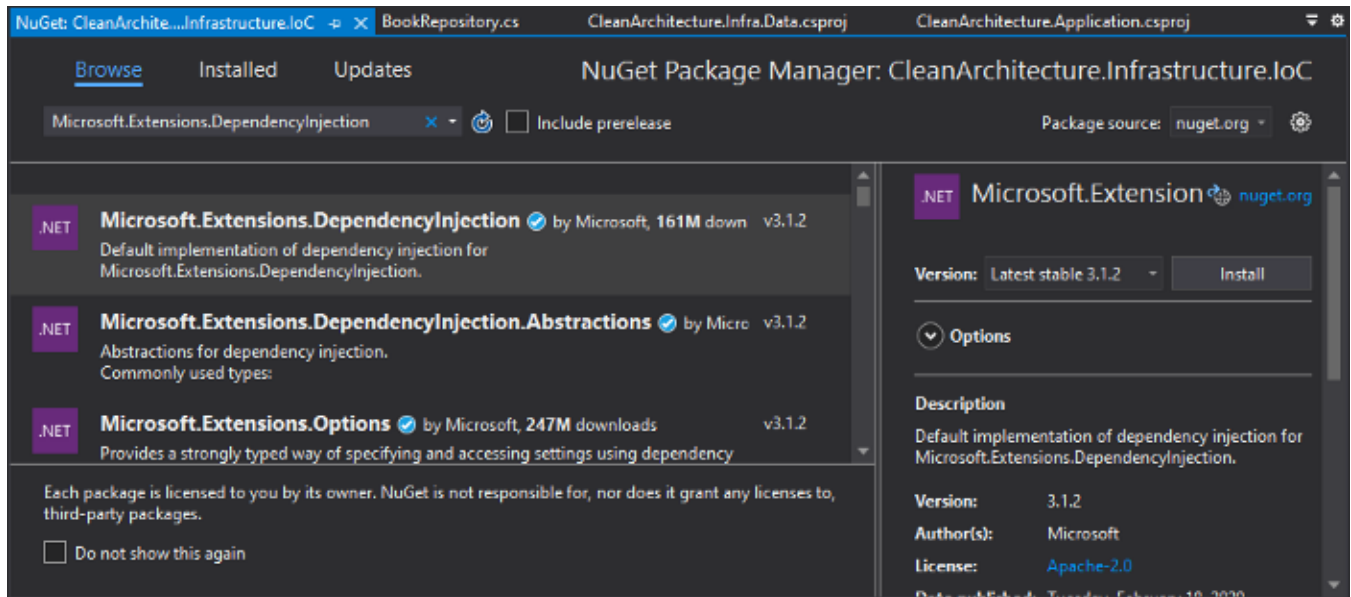 NuGet: CleanArchite....Infrastructure.IoC BookRepository.cs CleanArchitecture.Infra.Data.csproj CleanArchitecture.Application.csproj
Browse Installed Updates NuGet Package Manager: CleanArchitecture.Infrastructure.IoC
Microsoft.Extensions.DependencyInjection Include prerelease Package source: nuget.org
.NET Microsoft.Extensions.DependencyInjection by Microsoft, 161M down v3.1.2
Default implementation of dependency injection for
Microsoft.Extensions.DependencyInjection.
.NET Microsoft.Extensions.DependencyInjection.Abstractions by Micro v3.1.2
Abstractions for dependency injection.
Commonly used types:
.NET Microsoft.Extensions.Options by Microsoft, 247M downloads v3.1.2
Provides a strongly typed way of specifying and accessing settings using dependency
Each package is licensed to you by its owner. NuGet is not responsible for, nor does it grant any licenses to,
third-party packages.
Do not show this again
.NET Microsoft.Extension nuget.org
Version: Latest stable 3.1.2 Install
Options
Description
Default implementation of dependency injection for
Microsoft.Extensions.DependencyInjection.
Version: 3.1.2
Author(s): Microsoft
License: Apache-2.0
Date published: Tuesday, February 18, 2020